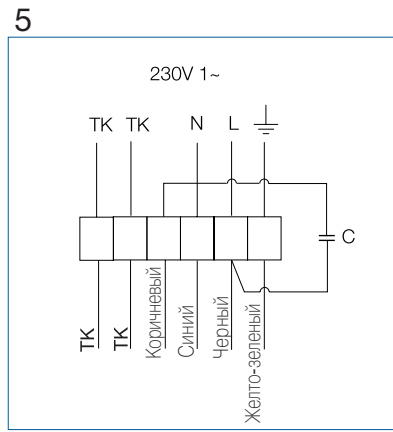 5
230V 1~
TK TK N L
C
TK
TK
Коричневый
Синий
Черный
Желто-зеленый